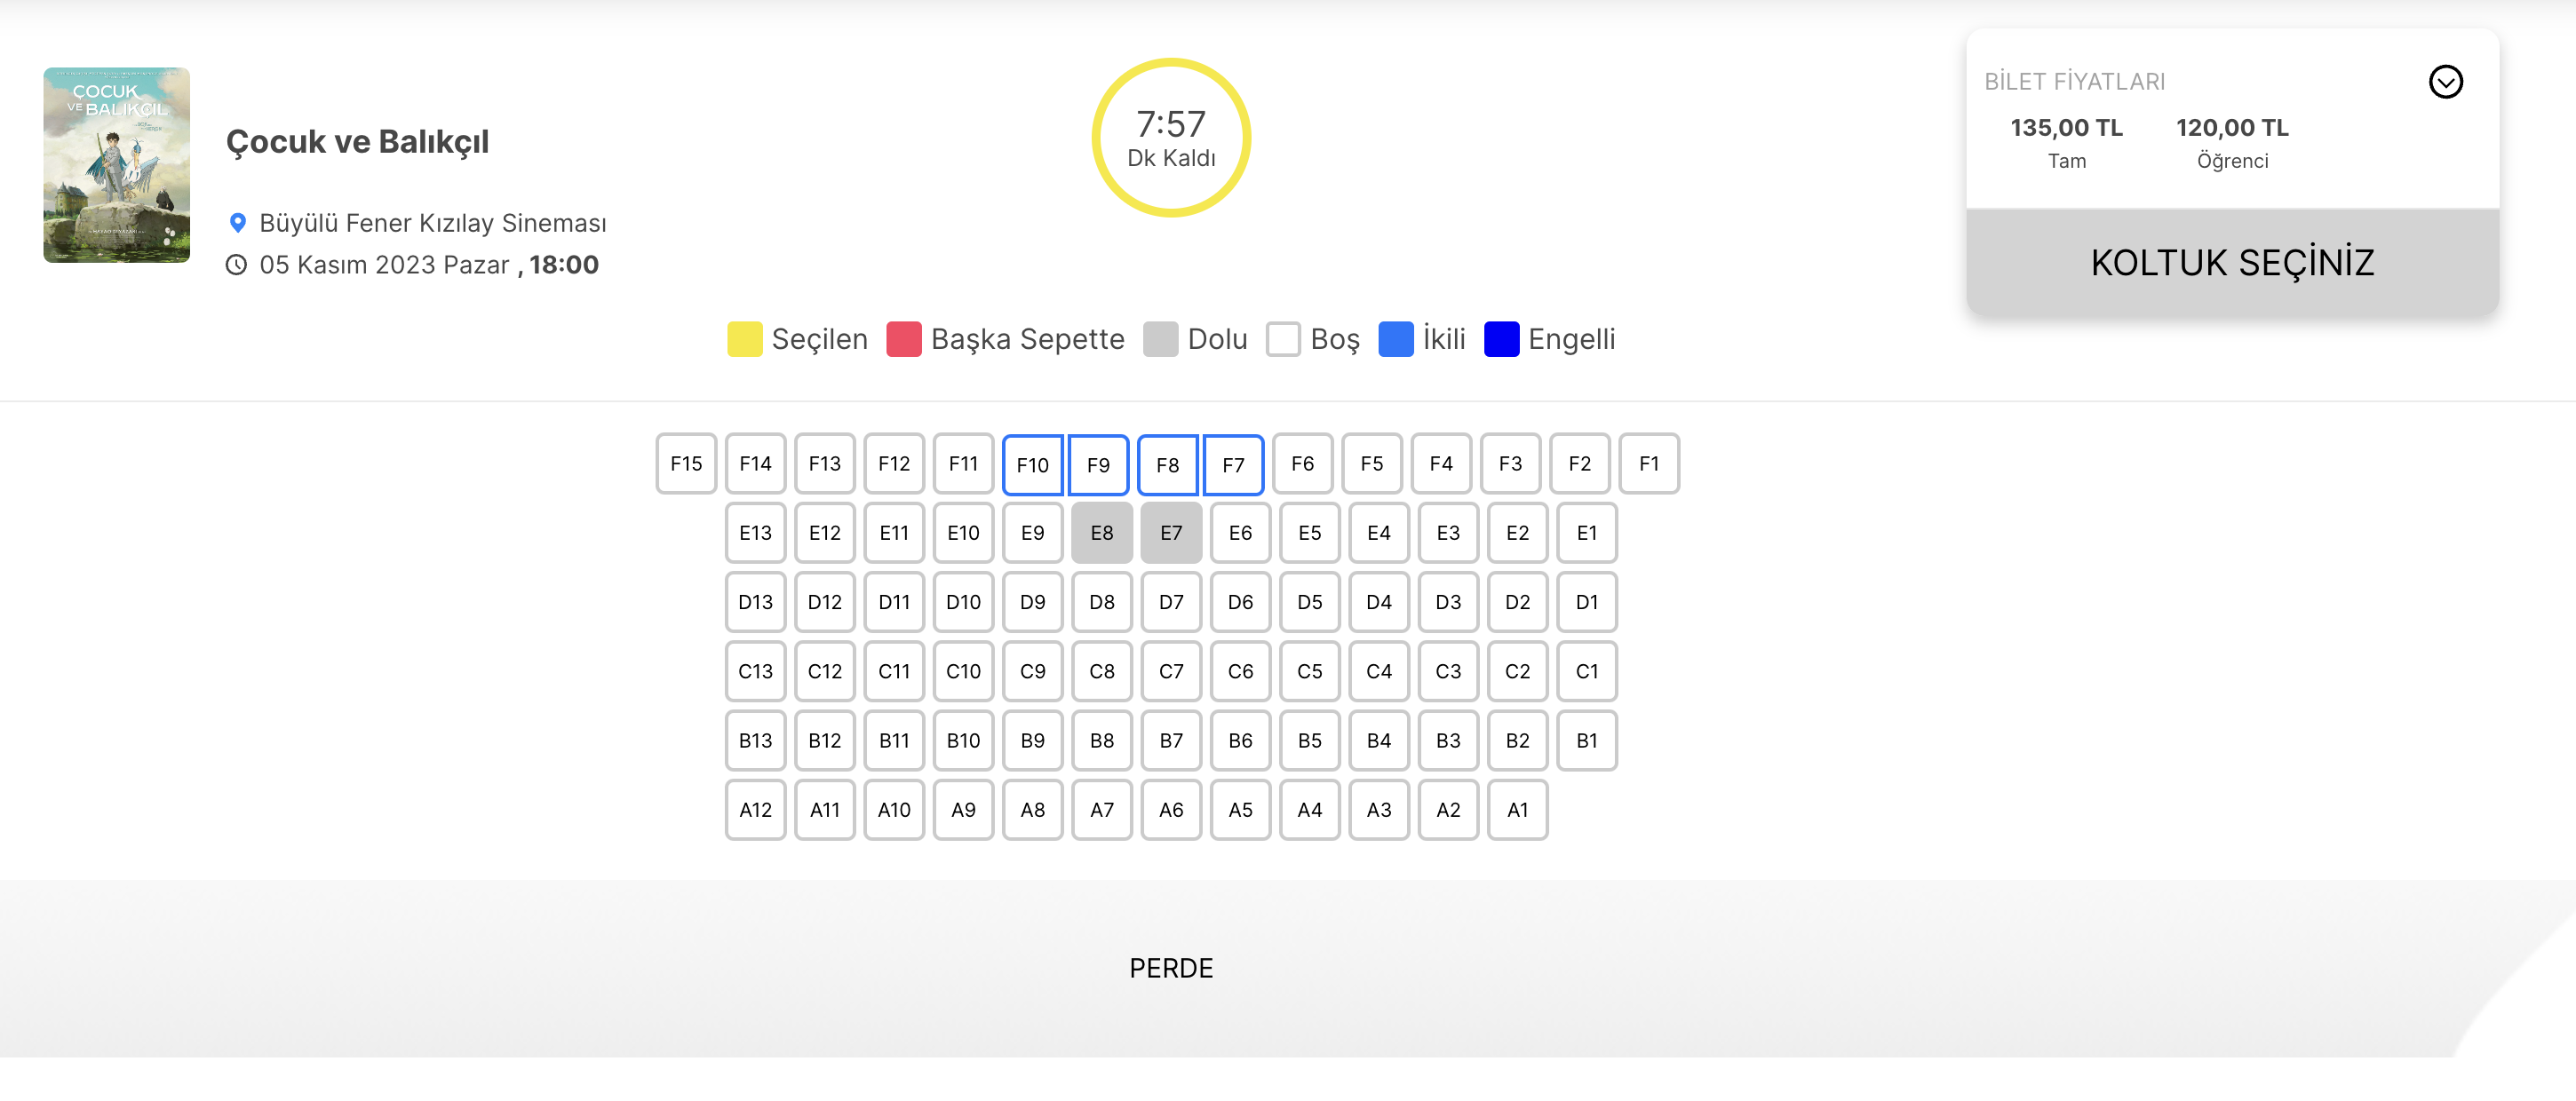 ÇOCUK
VE BALIKÇIL
Çocuk ve Balıkçıl
Büyülü Fener Kızılay Sineması
05 Kasım 2023 Pazar , 18:00
7:57
Dk Kaldı
BİLET FİYATLARI
135,00 TL 120,00 TL
Tam Öğrenci
KOLTUK SEÇİNİZ
Seçilen Başka Sepette Dolu Boş İkili Engelli
F15 F14 F13 F12 F11 F10 F9 F8 F7 F6 F5 F4 F3 F2 F1
E13 E12 E11 E10 E9 E8 E7 E6 E5 E4 E3 E2 E1
D13 D12 D11 D10 D9 D8 D7 D6 D5 D4 D3 D2 D1
C13 C12 C11 C10 C9 C8 C7 C6 C5 C4 C3 C2 C1
B13 B12 B11 B10 B9 B8 B7 B6 B5 B4 B3 B2 B1
A12 A11 A10 A9 A8 A7 A6 A5 A4 A3 A2 A1
PERDE